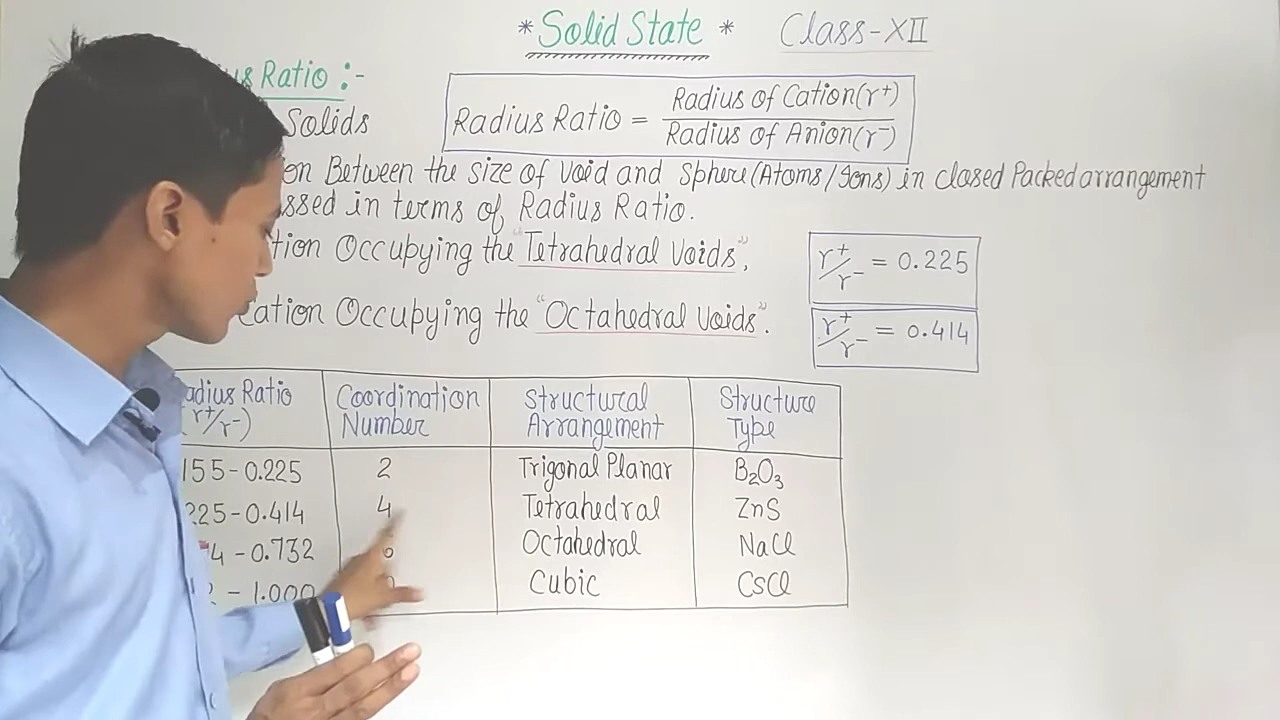 * Solid State * Class-XII
Ratio :-
Solids
Radius Ratio = Radius of Cation(r+)
Radius of Anion(r-)
on Between the size of void and Sphere(Atoms/Ions) in closed Packed arrangement
ssed in terms of Radius Ratio.
tion Occupying the "Tetrahedral Voids",
r+/r- = 0.225
Cation Occupying the "Octahedral Voids".
r+/r- = 0.414
adius Ratio (r+/r-) Coordination Number Structural Arrangement Structure Type
155-0.225 2 Trigonal Planar B₂O₃
225-0.414 4 Tetrahedral ZnS
4-0.732 Octahedral NaCl
- 1.000 Cubic CsCl